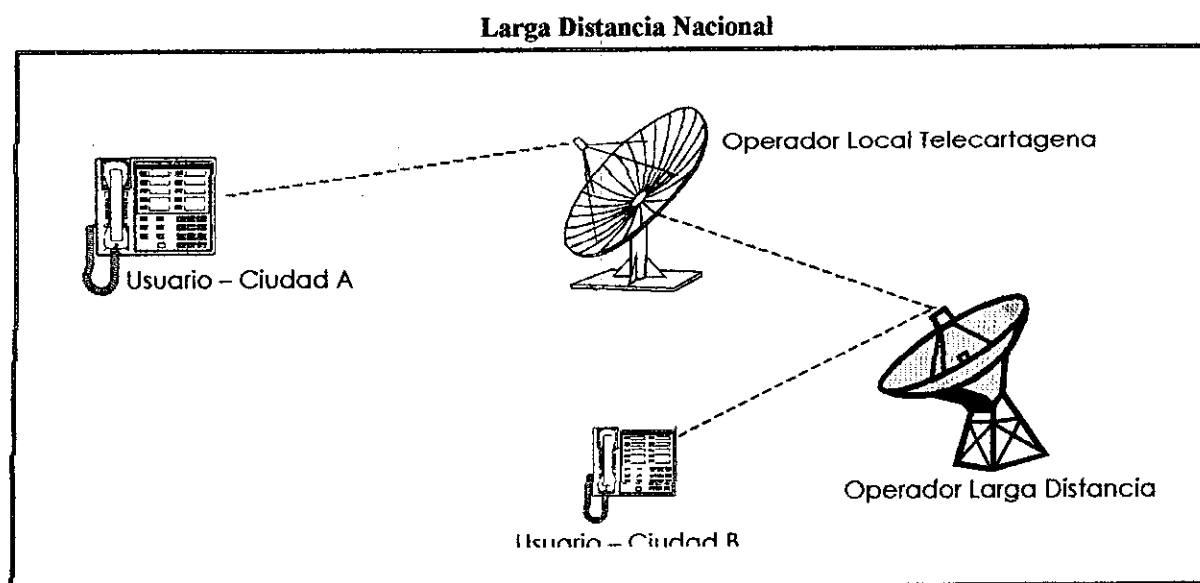 Larga Distancia Nacional
Operador Local Telecartagena
Usuario – Ciudad A
Operador Larga Distancia
Usuario – Ciudad B